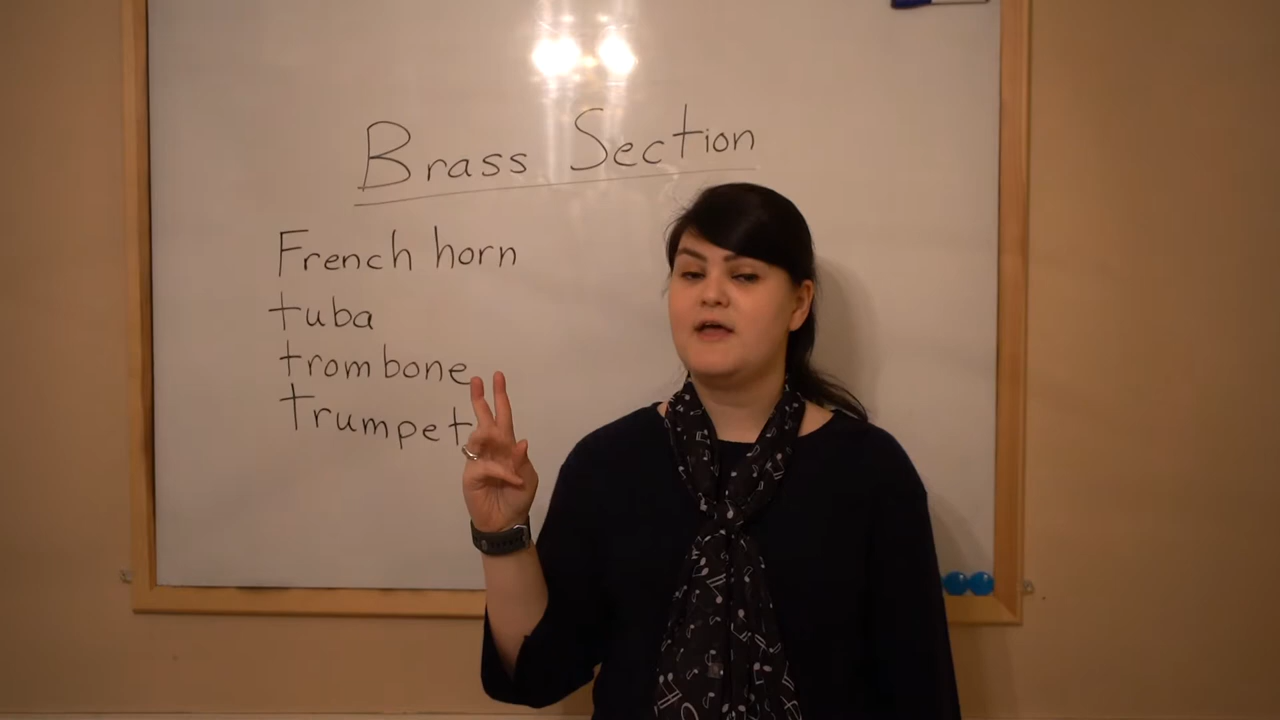 Brass Section
French horn
tuba
trombone
trumpet